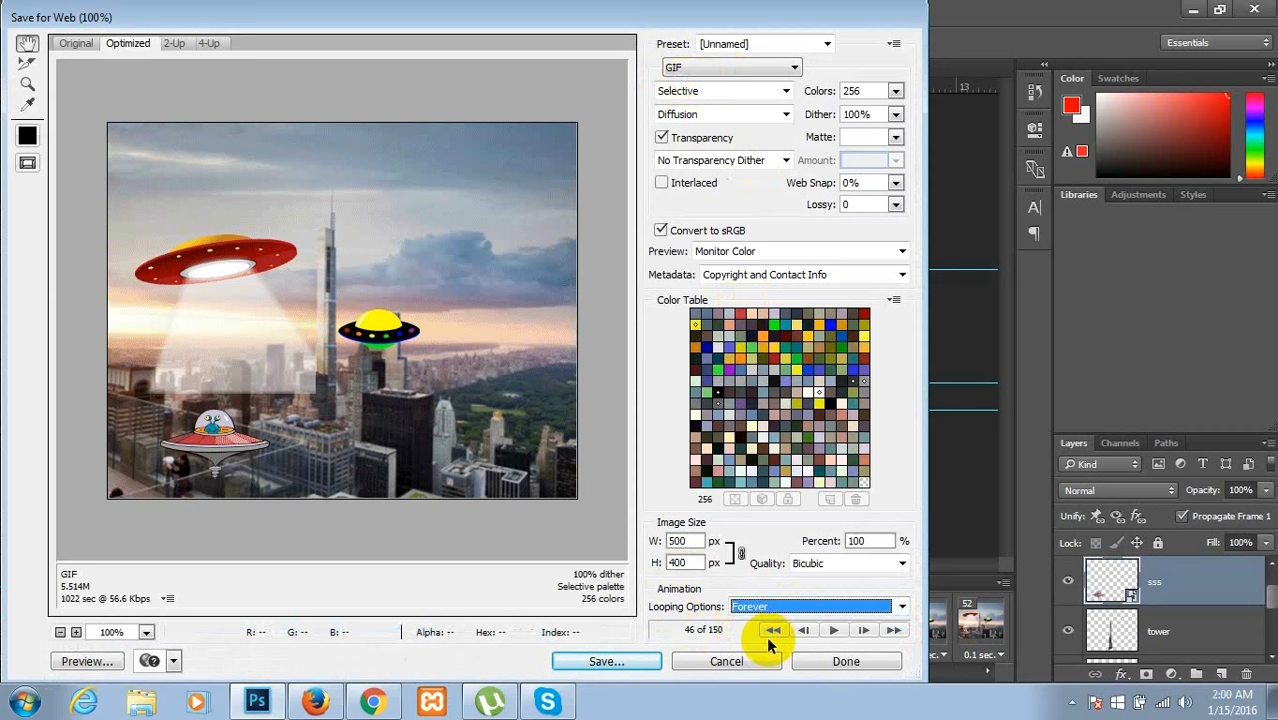 Save for Web (100%)
Original Optimized 2-Up 4-Up
Preset: [Unnamed]
GIF
Selective Colors: 256
Diffusion Dither: 100%
Transparency Matte:
No Transparency Dither Amount:
Interlaced Web Snap: 0%
Lossy: 0
Convert to sRGB
Preview: Monitor Color
Metadata: Copyright and Contact Info
Color Table
256
Image Size
W: 500 px Percent: 100 %
H: 400 px Quality: Bicubic
Animation
Looping Options: Forever
46 of 150
GIF
5.514M
1022 sec @ 56.6 Kbps
100% dither
Selective palette
256 colors
100% R: -- G: -- B: -- Alpha: -- Hex: -- Index: --
Preview... Save... Cancel Done
Essentials
13
Color Swatches
Libraries Adjustments Styles
Layers Channels Paths
Kind
Normal Opacity: 100%
Unify: Propagate Frame 1
Lock: Fill: 100%
sss
tower
52
0.1 sec.
Ps
S
2:00 AM
1/15/2016